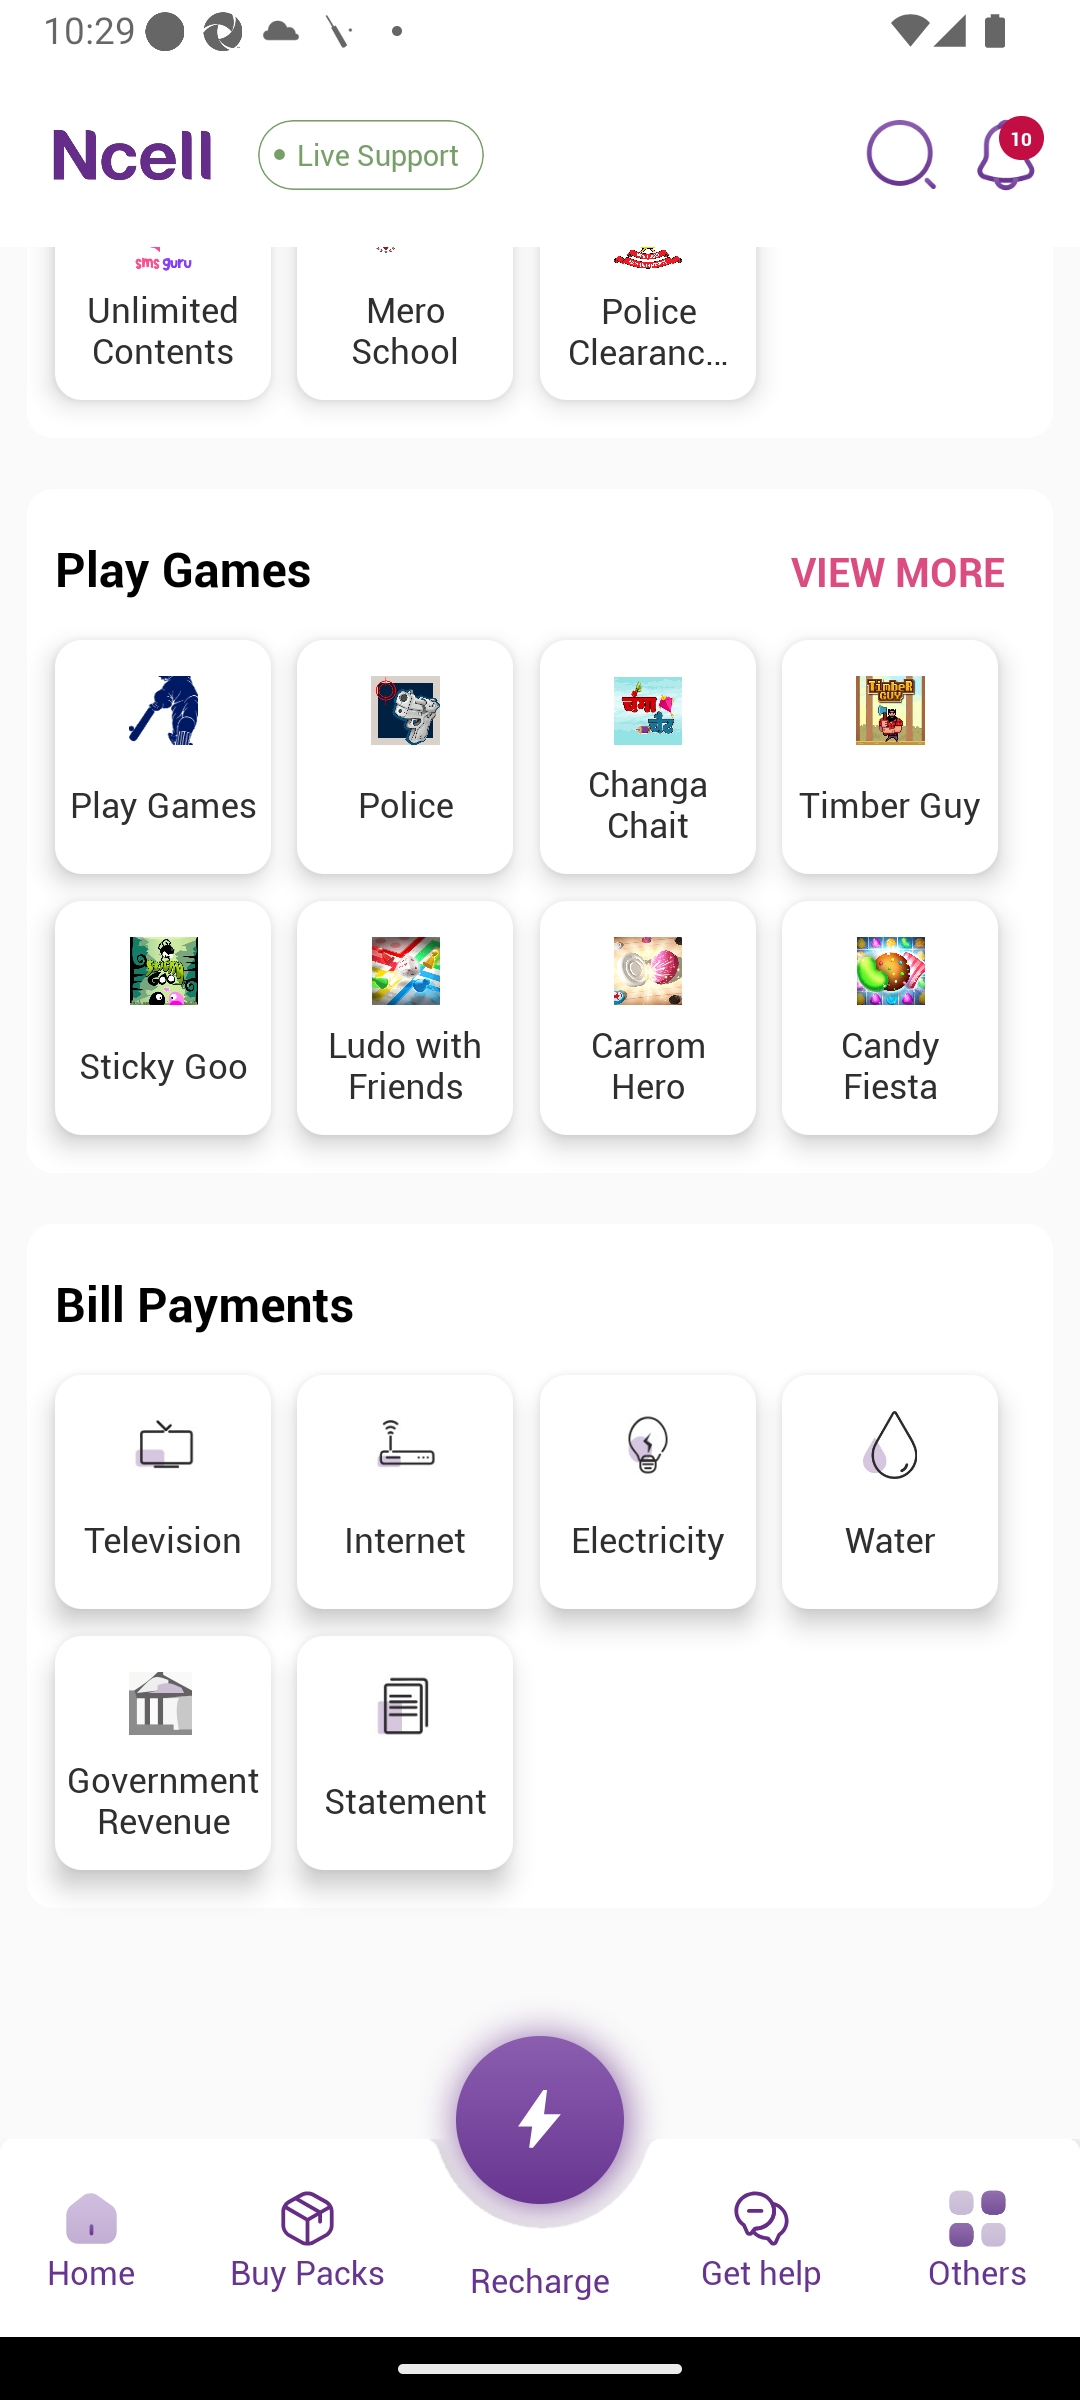 10:29
Ncell
Live Support
10
sms guru
Unlimited
Contents
Mero
School
Police
Clearanc...
Play Games
VIEW MORE
Play Games
Police
चंगा
चैट
Changa
Chait
TIMBER
GUY
Timber Guy
Sticky Goo
Ludo with
Friends
Carrom
Hero
Candy
Fiesta
Bill Payments
Television
Internet
Electricity
Water
Government
Revenue
Statement
Home
Buy Packs
Recharge
Get help
Others